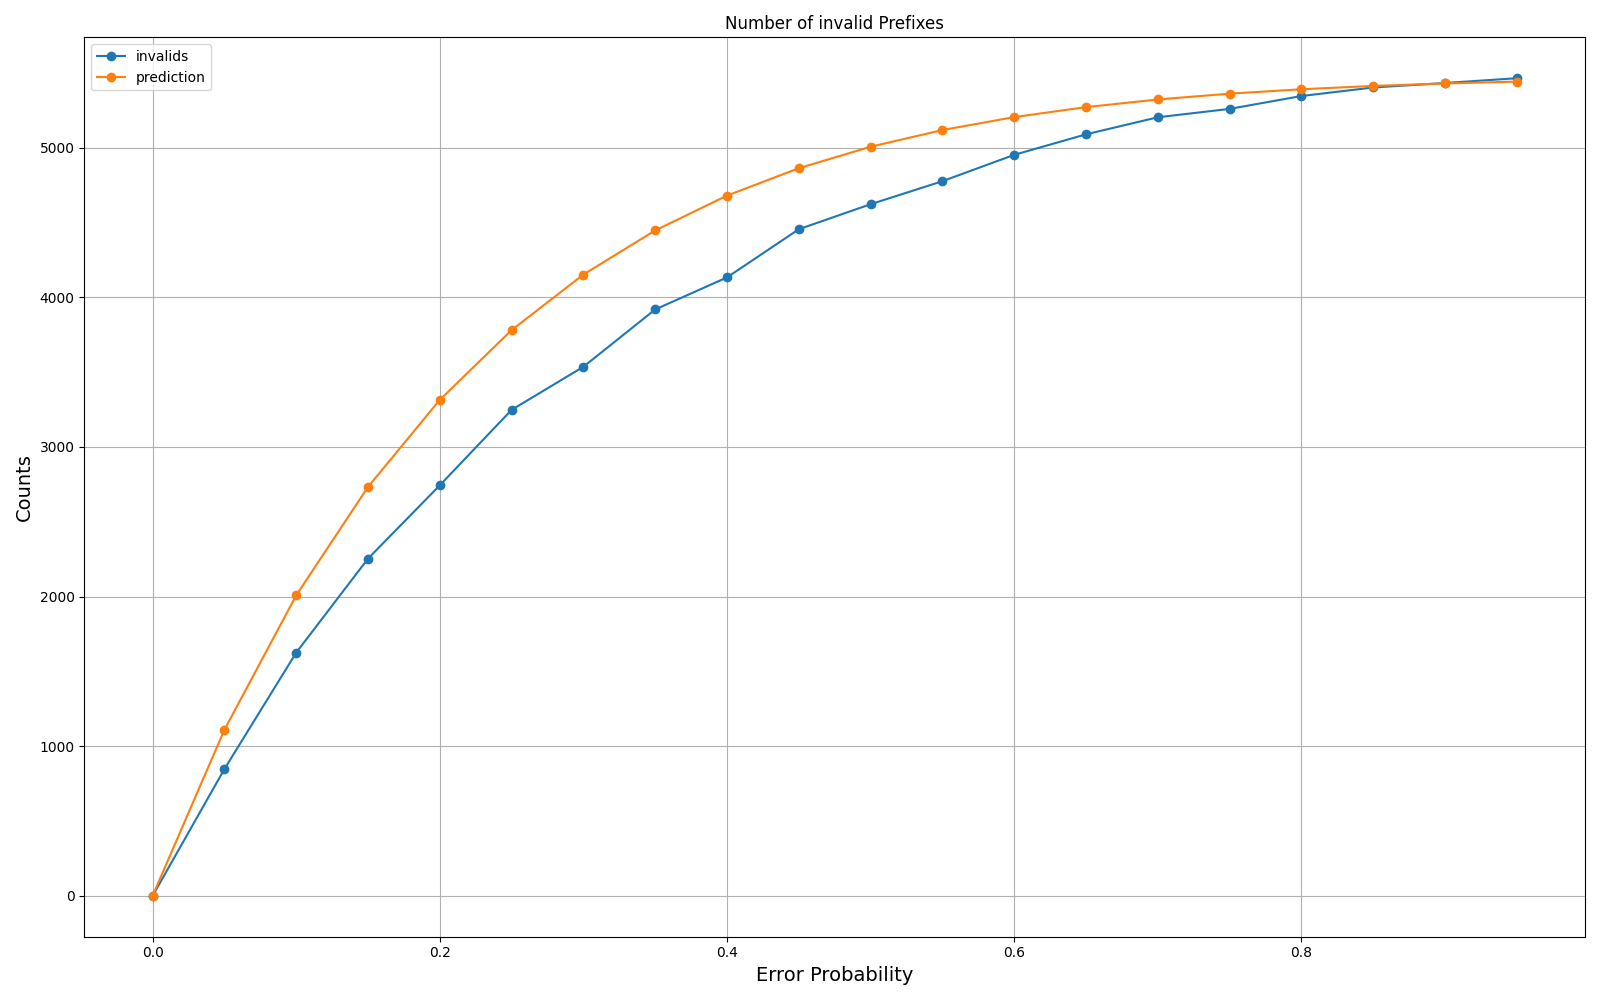 Number of invalid Prefixes
invalids
prediction
5000
4000
3000
2000
1000
0
Counts
0.0 0.2 0.4 0.6 0.8
Error Probability